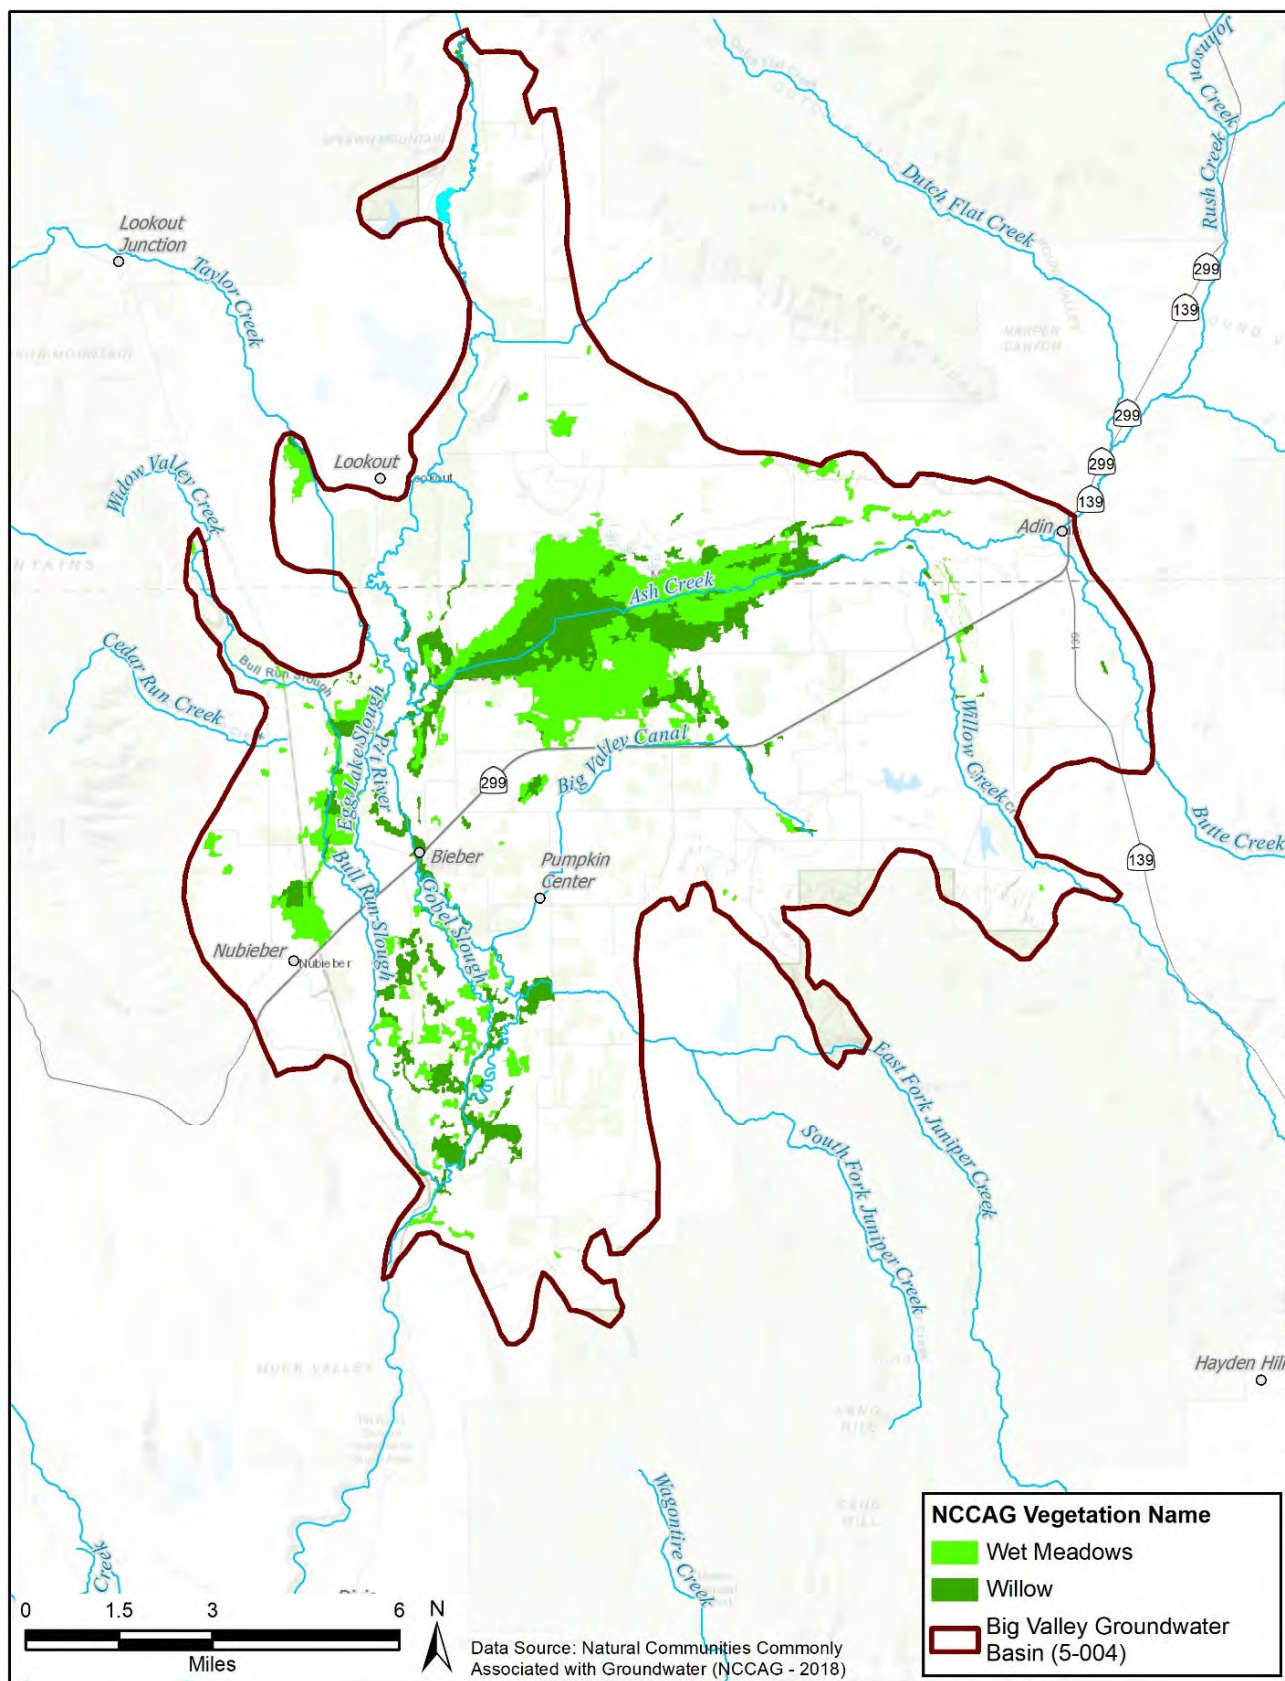 Johnson Creek
Rush Creek
Dutch Flat Creek
Lookout
Junction
Taylor Creek
299
139
299
299
139
Widow Valley Creek
Lookout
Adin
Ash Creek
139
Cedar Run Creek
Bull Run Slough
Egg Lake Slough
Pit River
Big Valley Canal
Willow Creek
299
Butte Creek
139
Bieber
Pumpkin
Center
Gobel Slough
Bull Run Slough
Nubieber
Nubieber
East Fork Juniper Creek
South Fork Juniper Creek
MUCK VALLEY
Hayden Hill
Wagontire Creek
Creek
NCCAG Vegetation Name
Wet Meadows
Willow
Big Valley Groundwater
Basin (5-004)
0 1.5 3 6
Miles
N
Data Source: Natural Communities Commonly
Associated with Groundwater (NCCAG - 2018)